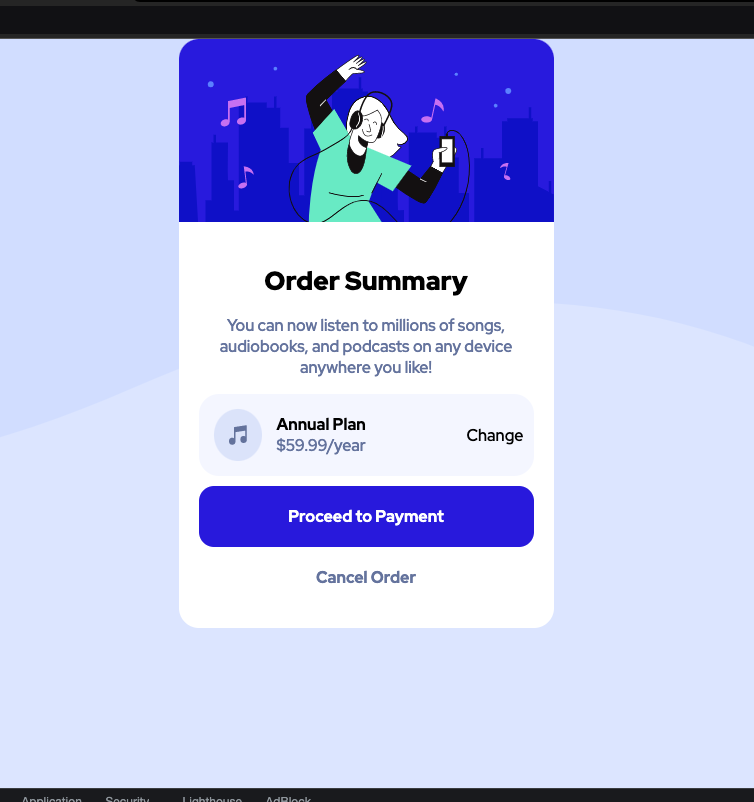 Order Summary
You can now listen to millions of songs,
audiobooks, and podcasts on any device
anywhere you like!
Annual Plan
$59.99/year
Change
Proceed to Payment
Cancel Order
Application Security Lighthouse AdBlock